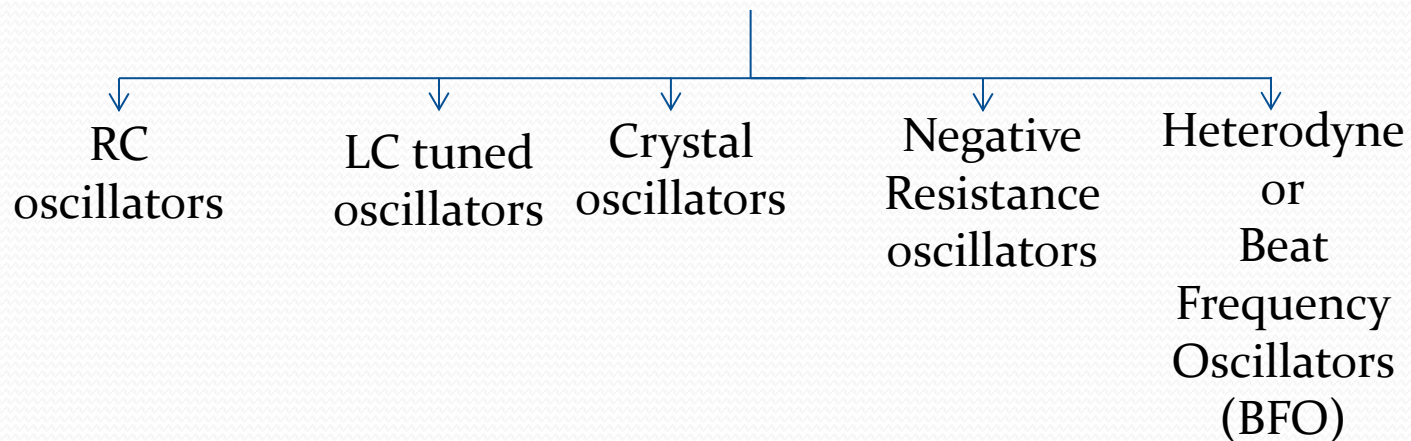 RC
oscillators
LC tuned
oscillators
Crystal
oscillators
Negative
Resistance
oscillators
Heterodyne
or
Beat
Frequency
Oscillators
(BFO)